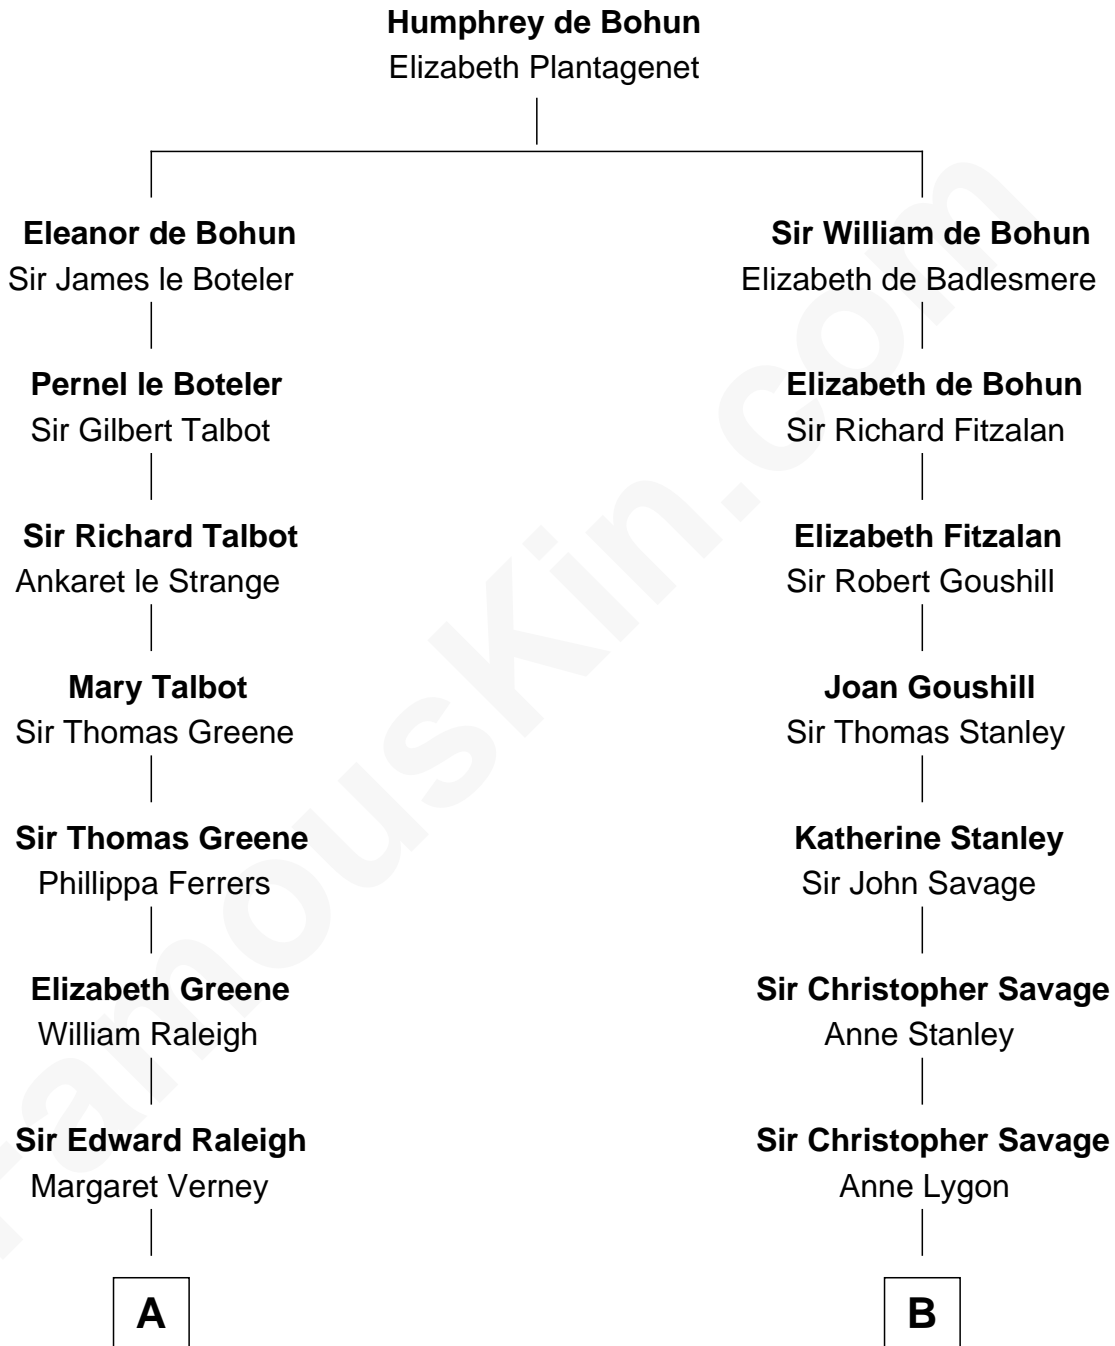 Humphrey de Bohun
Elizabeth Plantagenet
Eleanor de Bohun
Sir James le Boteler
Sir William de Bohun
Elizabeth de Badlesmere
Pernel le Boteler
Sir Gilbert Talbot
Elizabeth de Bohun
Sir Richard Fitzalan
Sir Richard Talbot
Ankaret le Strange
Elizabeth Fitzalan
Sir Robert Goushill
Mary Talbot
Sir Thomas Greene
Joan Goushill
Sir Thomas Stanley
Sir Thomas Greene
Phillippa Ferrers
Katherine Stanley
Sir John Savage
Elizabeth Greene
William Raleigh
Sir Christopher Savage
Anne Stanley
Sir Edward Raleigh
Margaret Verney
Sir Christopher Savage
Anne Lygon
A
B
FamousKin.com